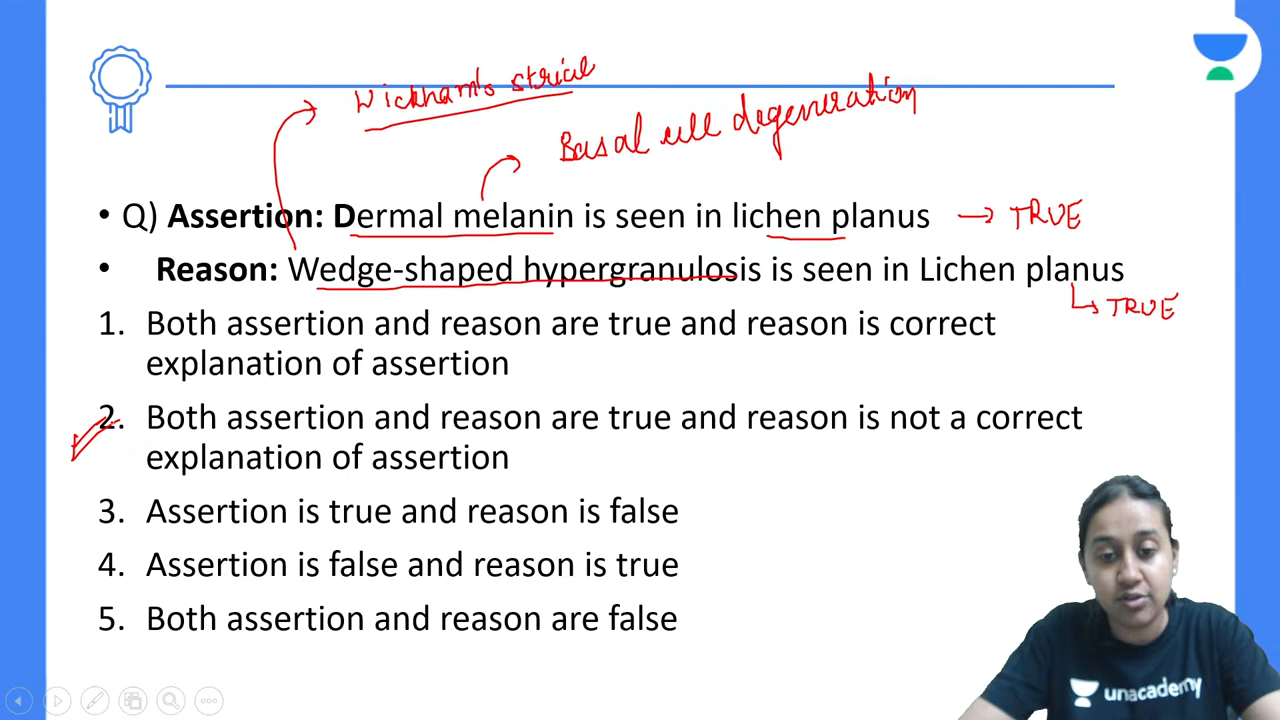 Wickham's striae
Basal cell degeneration
• Q) Assertion: Dermal melanin is seen in lichen planus → TRUE
• Reason: Wedge-shaped hypergranulosis is seen in Lichen planus
TRUE
1. Both assertion and reason are true and reason is correct
explanation of assertion
2. Both assertion and reason are true and reason is not a correct
explanation of assertion
3. Assertion is true and reason is false
4. Assertion is false and reason is true
5. Both assertion and reason are false
unacademy